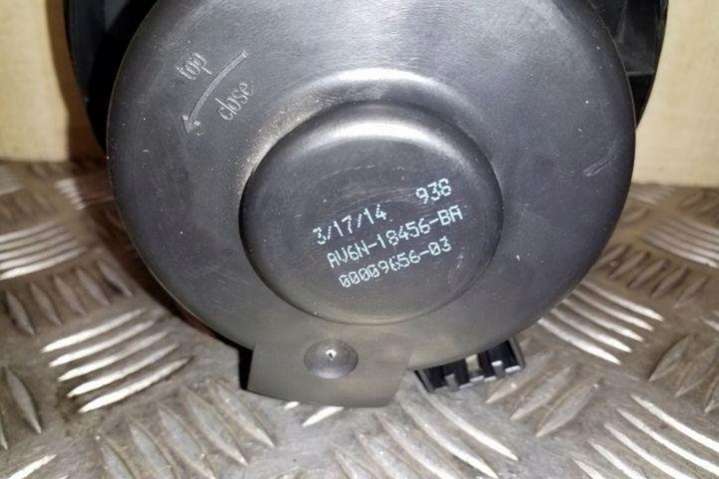 top
close
3/17/14 938
AV6N-18456-BA
00009656-03